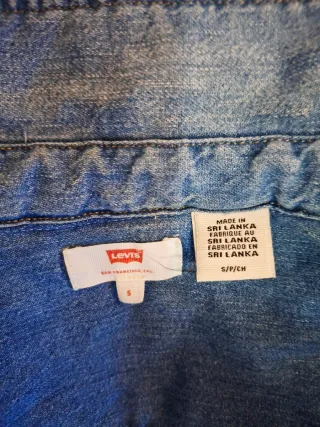 Levi's
SAN FRANCISCO, CAL.
S
MADE IN
SRI LANKA
FABRIQUE AU
SRI LANKA
FABRICADO EN
SRI LANKA
S/P/CH